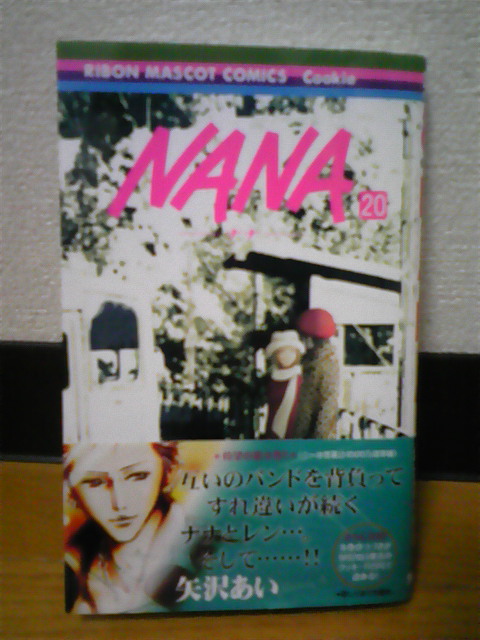 RIBON MASCOT COMICS Cookie
NANA
20
互いのバンドを背負って
すれ違いが続く
ナナとレン…。
そして……!!
矢沢あい